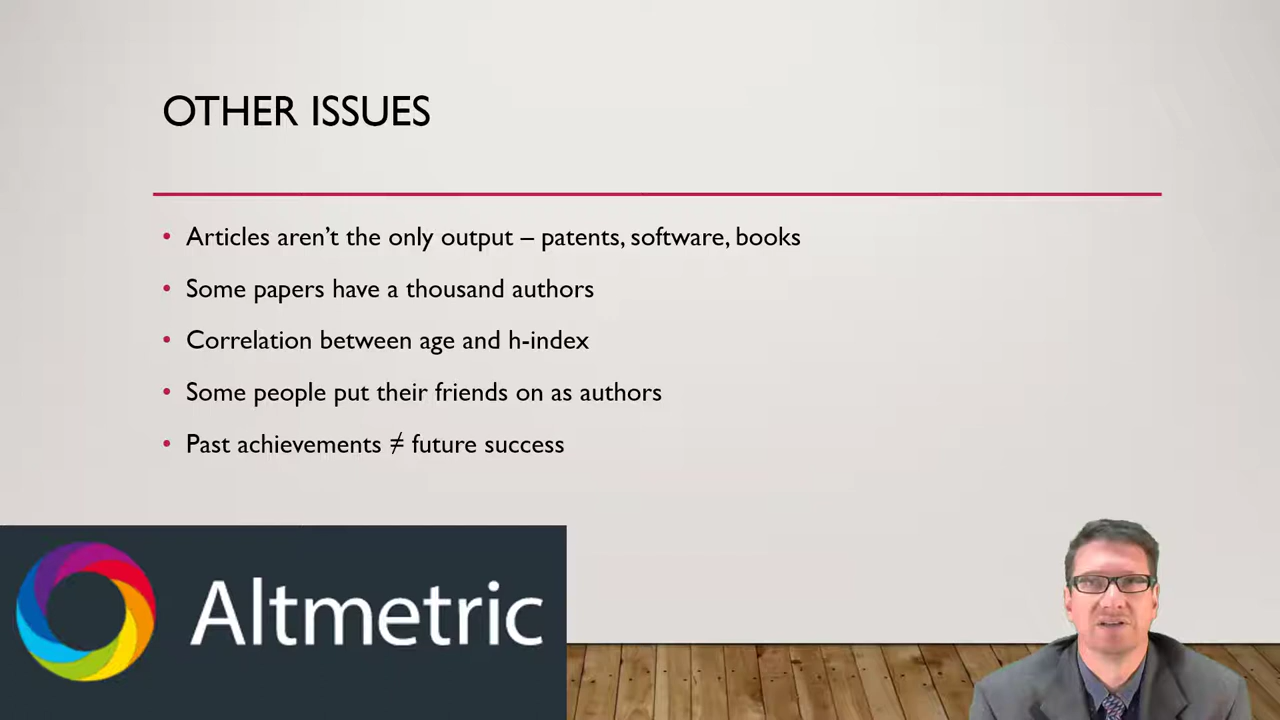 OTHER ISSUES
• Articles aren’t the only output – patents, software, books
• Some papers have a thousand authors
• Correlation between age and h-index
• Some people put their friends on as authors
• Past achievements ≠ future success
Altmetric